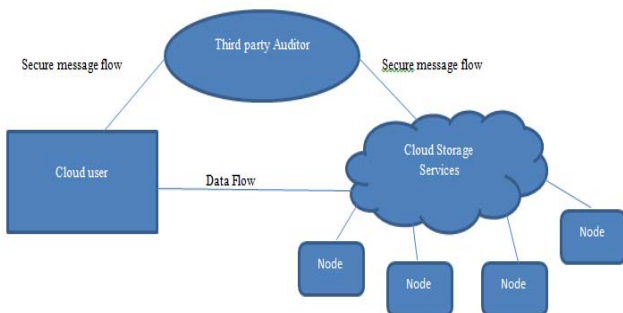 Third party Auditor
Secure message flow
Secure message flow
Cloud user
Cloud Storage
Services
Data Flow
Node
Node
Node
Node